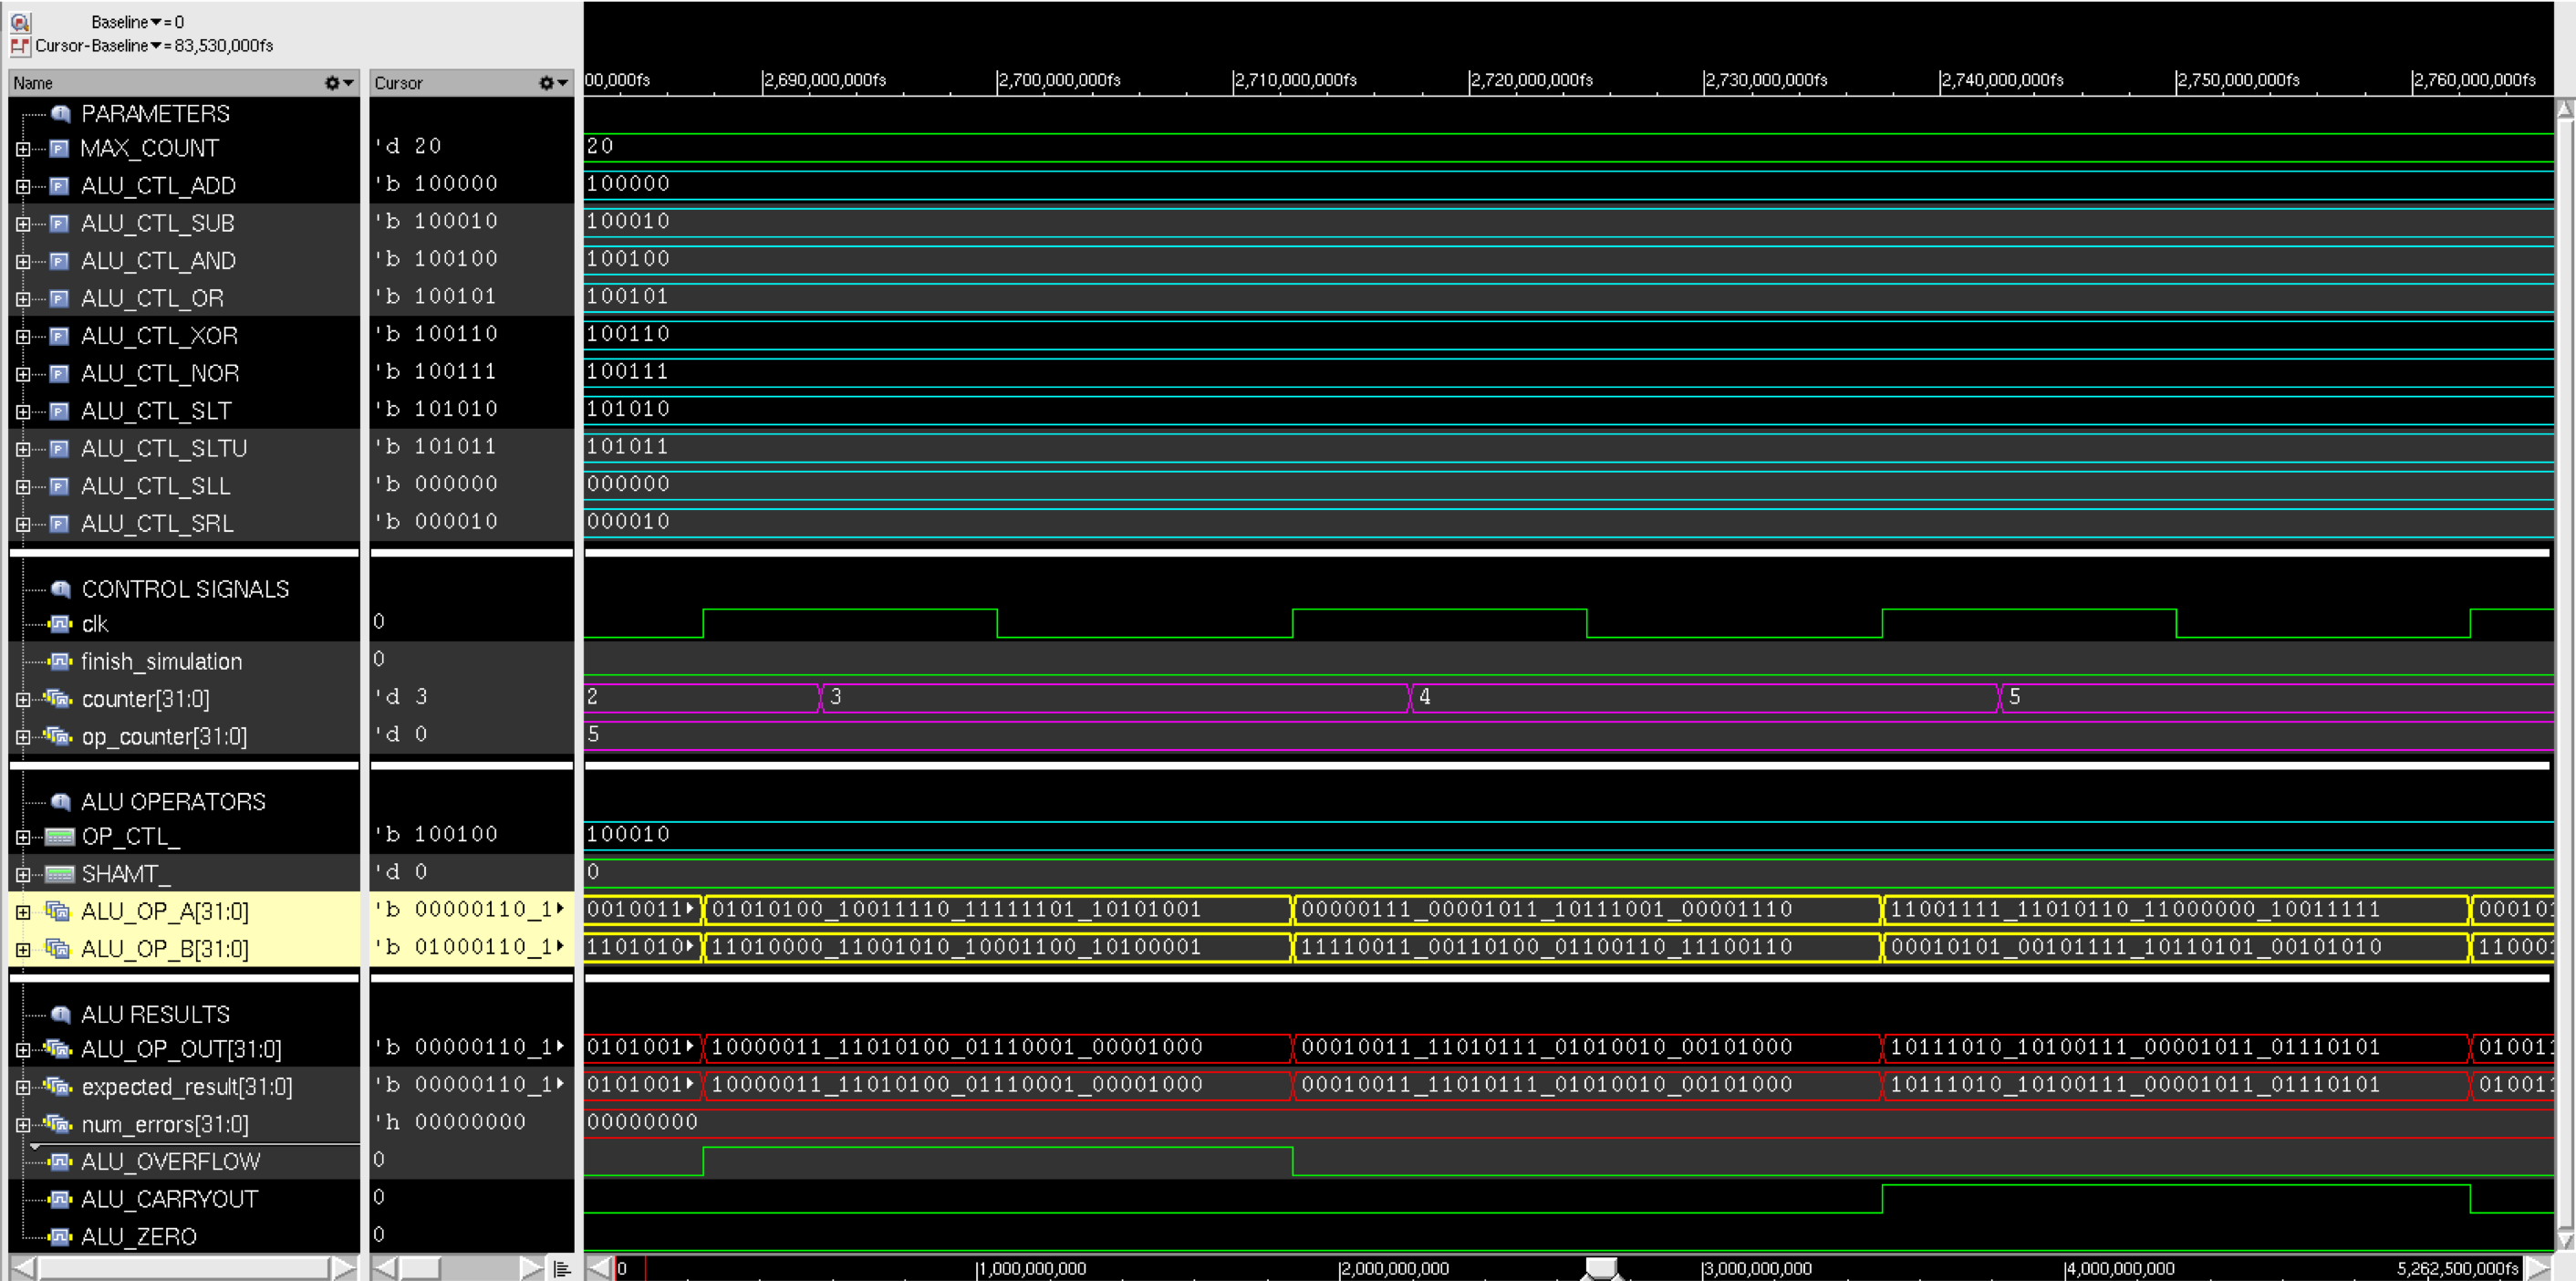 Baseline▼= 0
Cursor-Baseline▼= 83,530,000fs
Name Cursor 00,000fs 2,690,000,000fs 2,700,000,000fs 2,710,000,000fs 2,720,000,000fs 2,730,000,000fs 2,740,000,000fs 2,750,000,000fs 2,760,000,000fs
PARAMETERS
MAX_COUNT 'd 20 20
ALU_CTL_ADD 'b 100000 100000
ALU_CTL_SUB 'b 100010 100010
ALU_CTL_AND 'b 100100 100100
ALU_CTL_OR 'b 100101 100101
ALU_CTL_XOR 'b 100110 100110
ALU_CTL_NOR 'b 100111 100111
ALU_CTL_SLT 'b 101010 101010
ALU_CTL_SLTU 'b 101011 101011
ALU_CTL_SLL 'b 000000 000000
ALU_CTL_SRL 'b 000010 000010
CONTROL SIGNALS
clk 0
finish_simulation 0
counter[31:0] 'd 3 2 3 4 5
op_counter[31:0] 'd 0 5
ALU OPERATORS
OP_CTL_ 'b 100100 100010
SHAMT_ 'd 0 0
ALU_OP_A[31:0] 'b 00000110_1 0010011 01010100_10011110_11111101_10101001 00000111_00001011_10111001_00001110 11001111_11010110_11000000_10011111 000101
ALU_OP_B[31:0] 'b 01000110_1 1101010 11010000_11001010_10001100_10100001 11110011_00110100_01100110_11100110 00010101_00101111_10110101_00101010 110001
ALU RESULTS
ALU_OP_OUT[31:0] 'b 00000110_1 0101001 10000011_11010100_01110001_00001000 00010011_11010111_01010010_00101000 10111010_10100111_00001011_01110101 010011
expected_result[31:0] 'b 00000110_1 0101001 10000011_11010100_01110001_00001000 00010011_11010111_01010010_00101000 10111010_10100111_00001011_01110101 010011
num_errors[31:0] 'h 00000000 00000000
ALU_OVERFLOW 0
ALU_CARRYOUT 0
ALU_ZERO 0
0 1,000,000,000 2,000,000,000 3,000,000,000 4,000,000,000 5,262,500,000fs